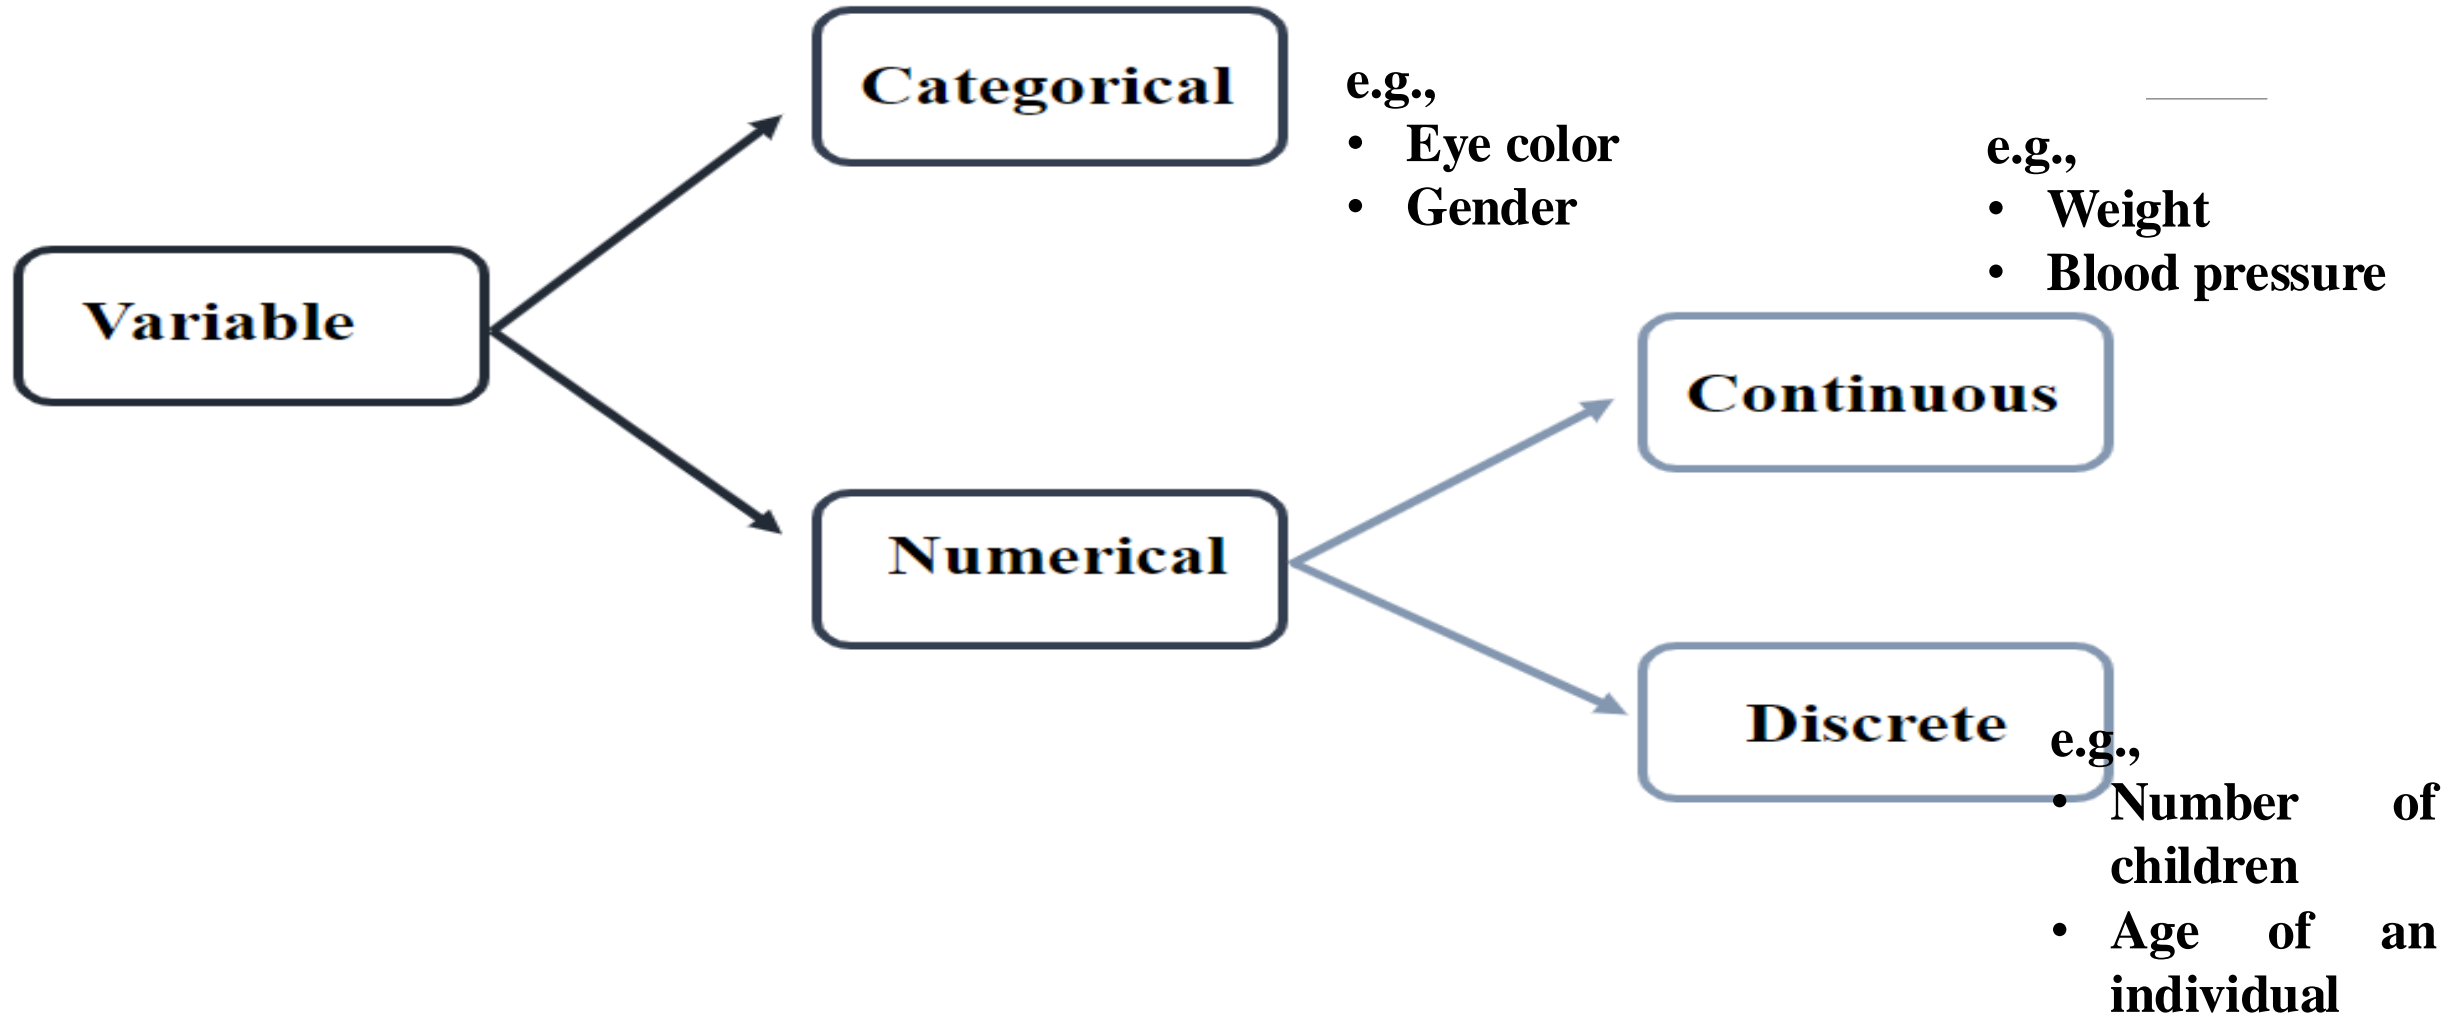 Categorical
e.g.,
• Eye color
• Gender
e.g.,
• Weight
• Blood pressure
Variable
Continuous
Numerical
Discrete
e.g.,
• Number of
children
• Age of an
individual